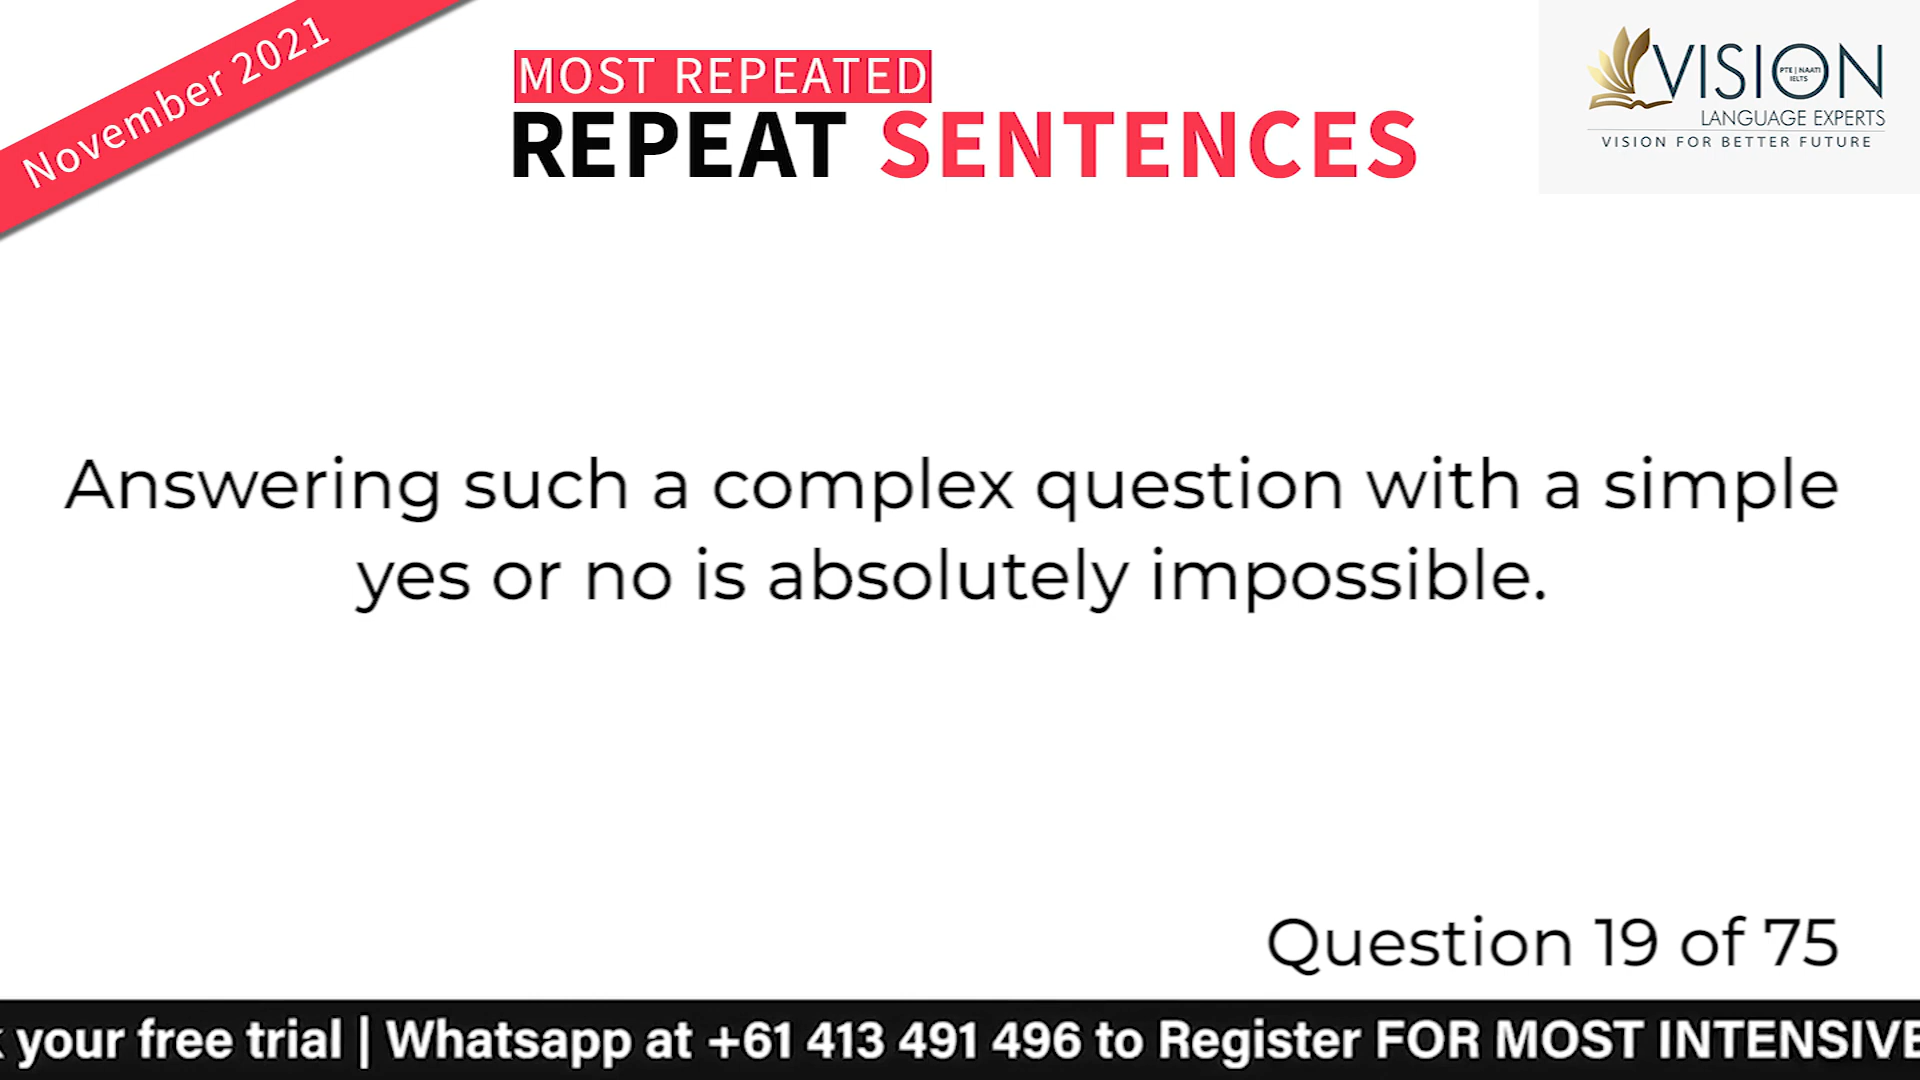 November 2021
MOST REPEATED
REPEAT SENTENCES
VISION
PTE | NAATI
IELTS
LANGUAGE EXPERTS
VISION FOR BETTER FUTURE
Answering such a complex question with a simple
yes or no is absolutely impossible.
Question 19 of 75
your free trial | Whatsapp at +61 413 491 496 to Register FOR MOST INTENSIVE